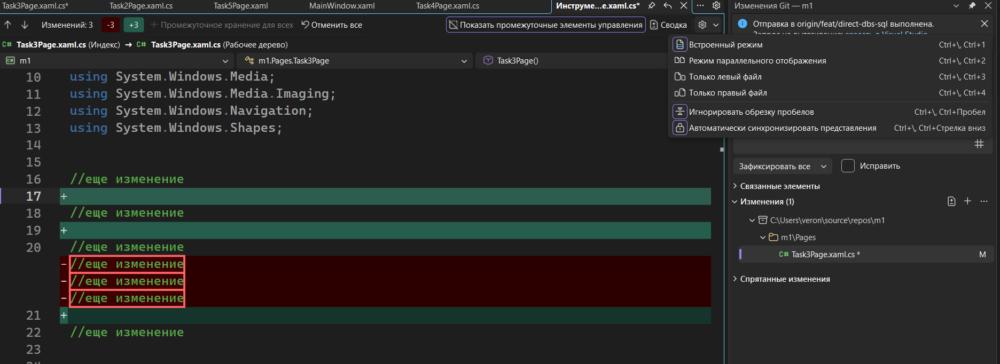 Task3Page.xaml.cs* Task2Page.xaml.cs Task5Page.xaml MainWindow.xaml Task4Page.xaml.cs Инструме...e.xaml.cs*
Изменений: 3 -3 +3 Промежуточное хранение для всех Отменить все Показать промежуточные элементы управления Сводка
C# Task3Page.xaml.cs (Индекс) → C# Task3Page.xaml.cs (Рабочее дерево)
m1 m1.Pages.Task3Page Task3Page()
10 using System.Windows.Media;
11 using System.Windows.Media.Imaging;
12 using System.Windows.Navigation;
13 using System.Windows.Shapes;
14
15
16 //еще изменение
17 +
18 //еще изменение
19 +
20 //еще изменение
- //еще изменение
- //еще изменение
- //еще изменение
21 +
22 //еще изменение
23
Встроенный режим Ctrl+\, Ctrl+1
Режим параллельного отображения Ctrl+\, Ctrl+2
Только левый файл Ctrl+\, Ctrl+3
Только правый файл Ctrl+\, Ctrl+4
Игнорировать обрезку пробелов Ctrl+\, Ctrl+Пробел
Автоматически синхронизировать представления Ctrl+\, Ctrl+Стрелка вниз
Изменения Git — m1
Отправка в origin/feat/direct-dbs-sql выполнена.
Запрос на вытягивание: создать в Visual Studio
Зафиксировать все Исправить
Связанные элементы
Изменения (1)
C:\Users\veron\source\repos\m1
m1\Pages
C# Task3Page.xaml.cs * M
Спрятанные изменения